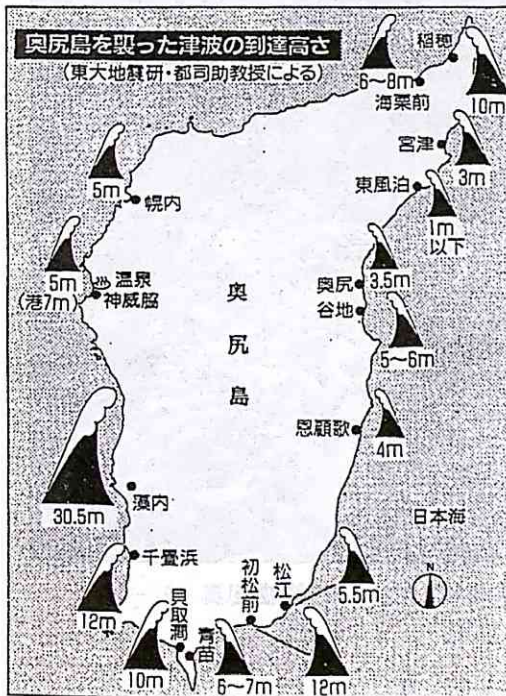 奥尻島を襲った津波の到達高さ
(東大地震研・都司助教授による)
稲穂
6〜8m
海栗前
10m
宮津
3m
東風泊
1m
以下
5m
幌内
5m
(港7m)
温泉
神威脇
奥尻
3.5m
谷地
5〜6m
奥尻島
恩顧歌
4m
30.5m
藻内
日本海
千畳浜
12m
初松前
松江
5.5m
N
貝取澗
青苗
10m
6〜7m
12m